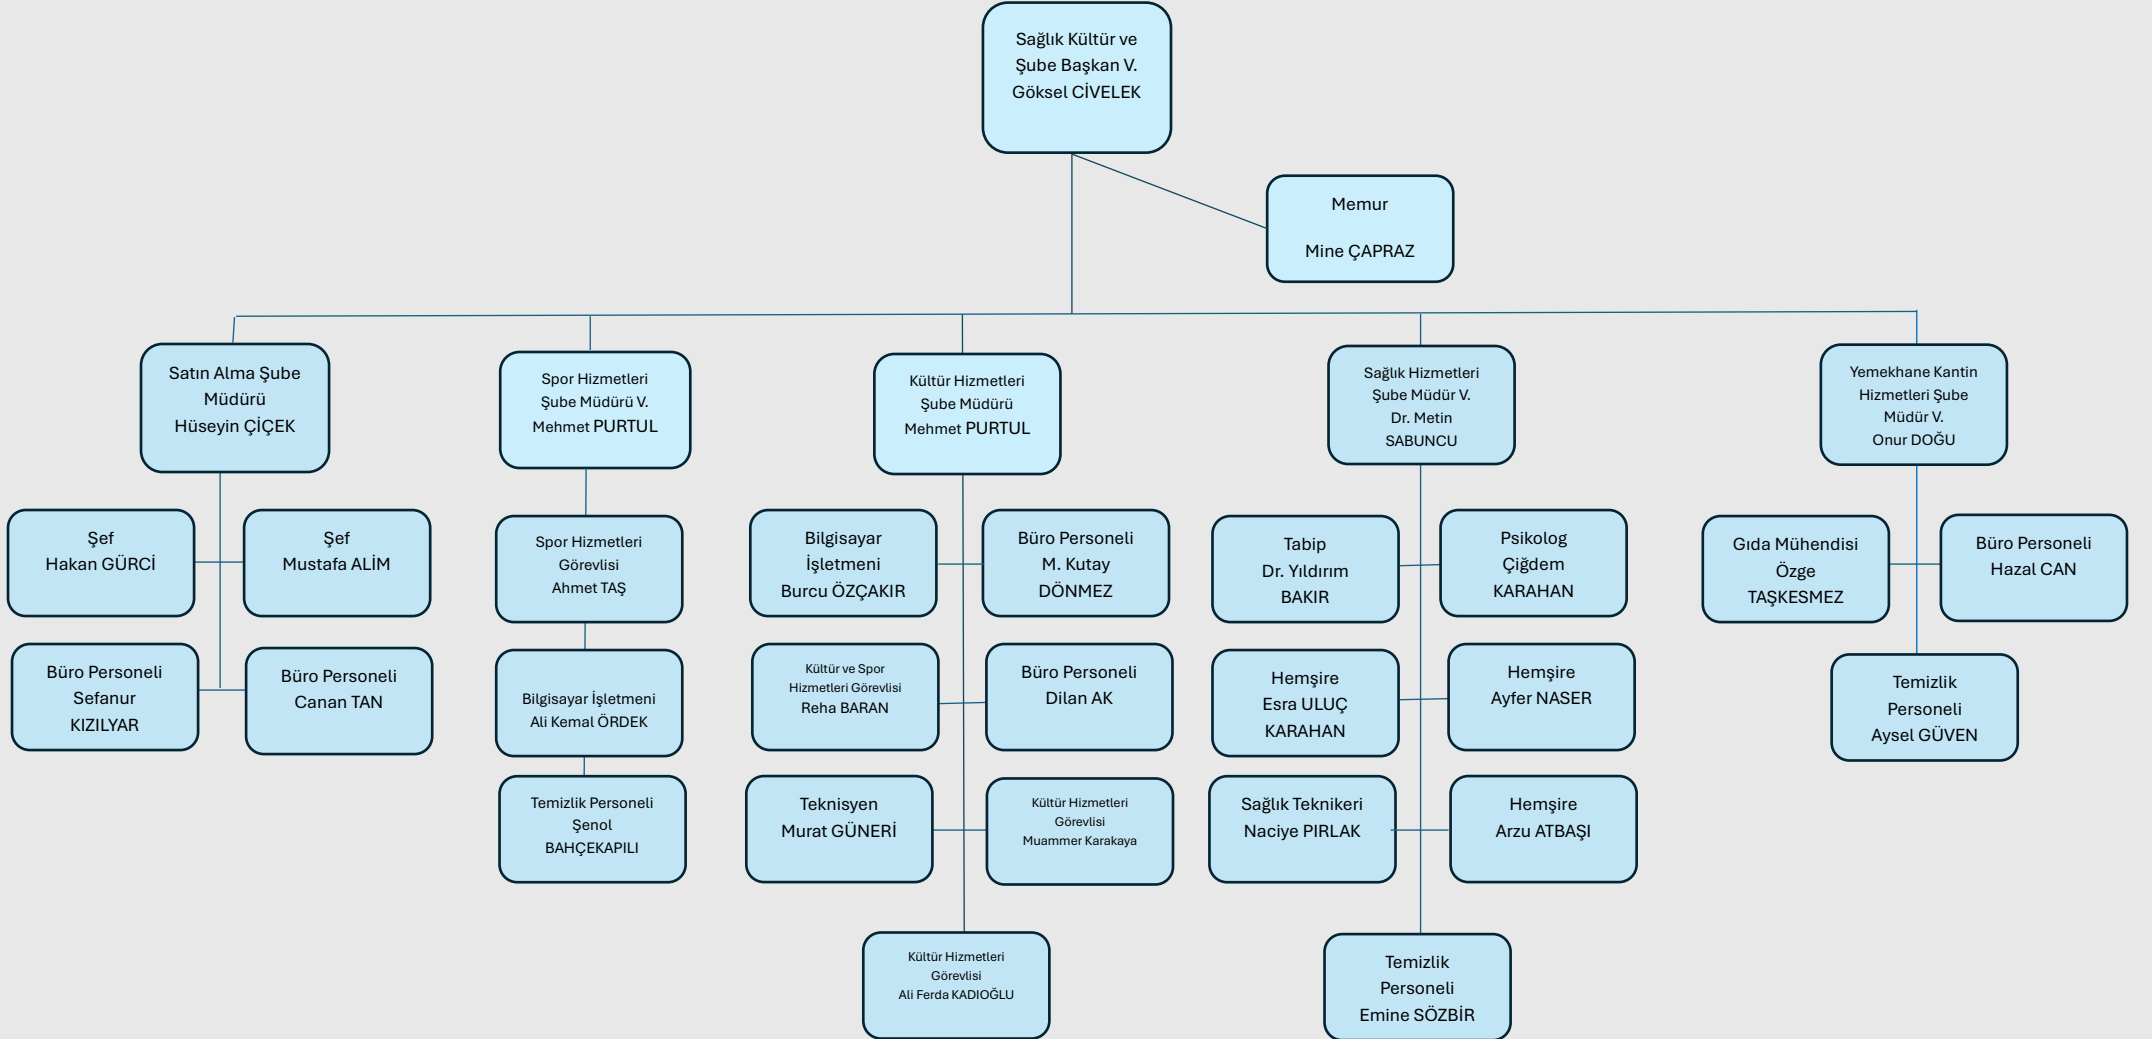 Sağlık Kültür ve
Şube Başkan V.
Göksel CİVELEK
Memur
Mine ÇAPRAZ
Satın Alma Şube
Müdürü
Hüseyin ÇİÇEK
Spor Hizmetleri
Şube Müdürü V.
Mehmet PURTUL
Kültür Hizmetleri
Şube Müdürü
Mehmet PURTUL
Sağlık Hizmetleri
Şube Müdür V.
Dr. Metin
SABUNCU
Yemekhane Kantin
Hizmetleri Şube
Müdür V.
Onur DOĞU
Şef
Hakan GÜRCİ
Şef
Mustafa ALİM
Büro Personeli
Sefanur
KIZILYAR
Büro Personeli
Canan TAN
Spor Hizmetleri
Görevlisi
Ahmet TAŞ
Bilgisayar İşletmeni
Ali Kemal ÖRDEK
Temizlik Personeli
Şenol
BAHÇEKAPILI
Bilgisayar
İşletmeni
Burcu ÖZÇAKIR
Büro Personeli
M. Kutay
DÖNMEZ
Kültür ve Spor
Hizmetleri Görevlisi
Reha BARAN
Büro Personeli
Dilan AK
Teknisyen
Murat GÜNERİ
Kültür Hizmetleri
Görevlisi
Muammer Karakaya
Kültür Hizmetleri
Görevlisi
Ali Ferda KADIOĞLU
Tabip
Dr. Yıldırım
BAKIR
Psikolog
Çiğdem
KARAHAN
Hemşire
Esra ULUÇ
KARAHAN
Hemşire
Ayfer NASER
Sağlık Teknikeri
Naciye PIRLAK
Hemşire
Arzu ATBAŞI
Temizlik
Personeli
Emine SÖZBİR
Gıda Mühendisi
Özge
TAŞKESMEZ
Büro Personeli
Hazal CAN
Temizlik
Personeli
Aysel GÜVEN